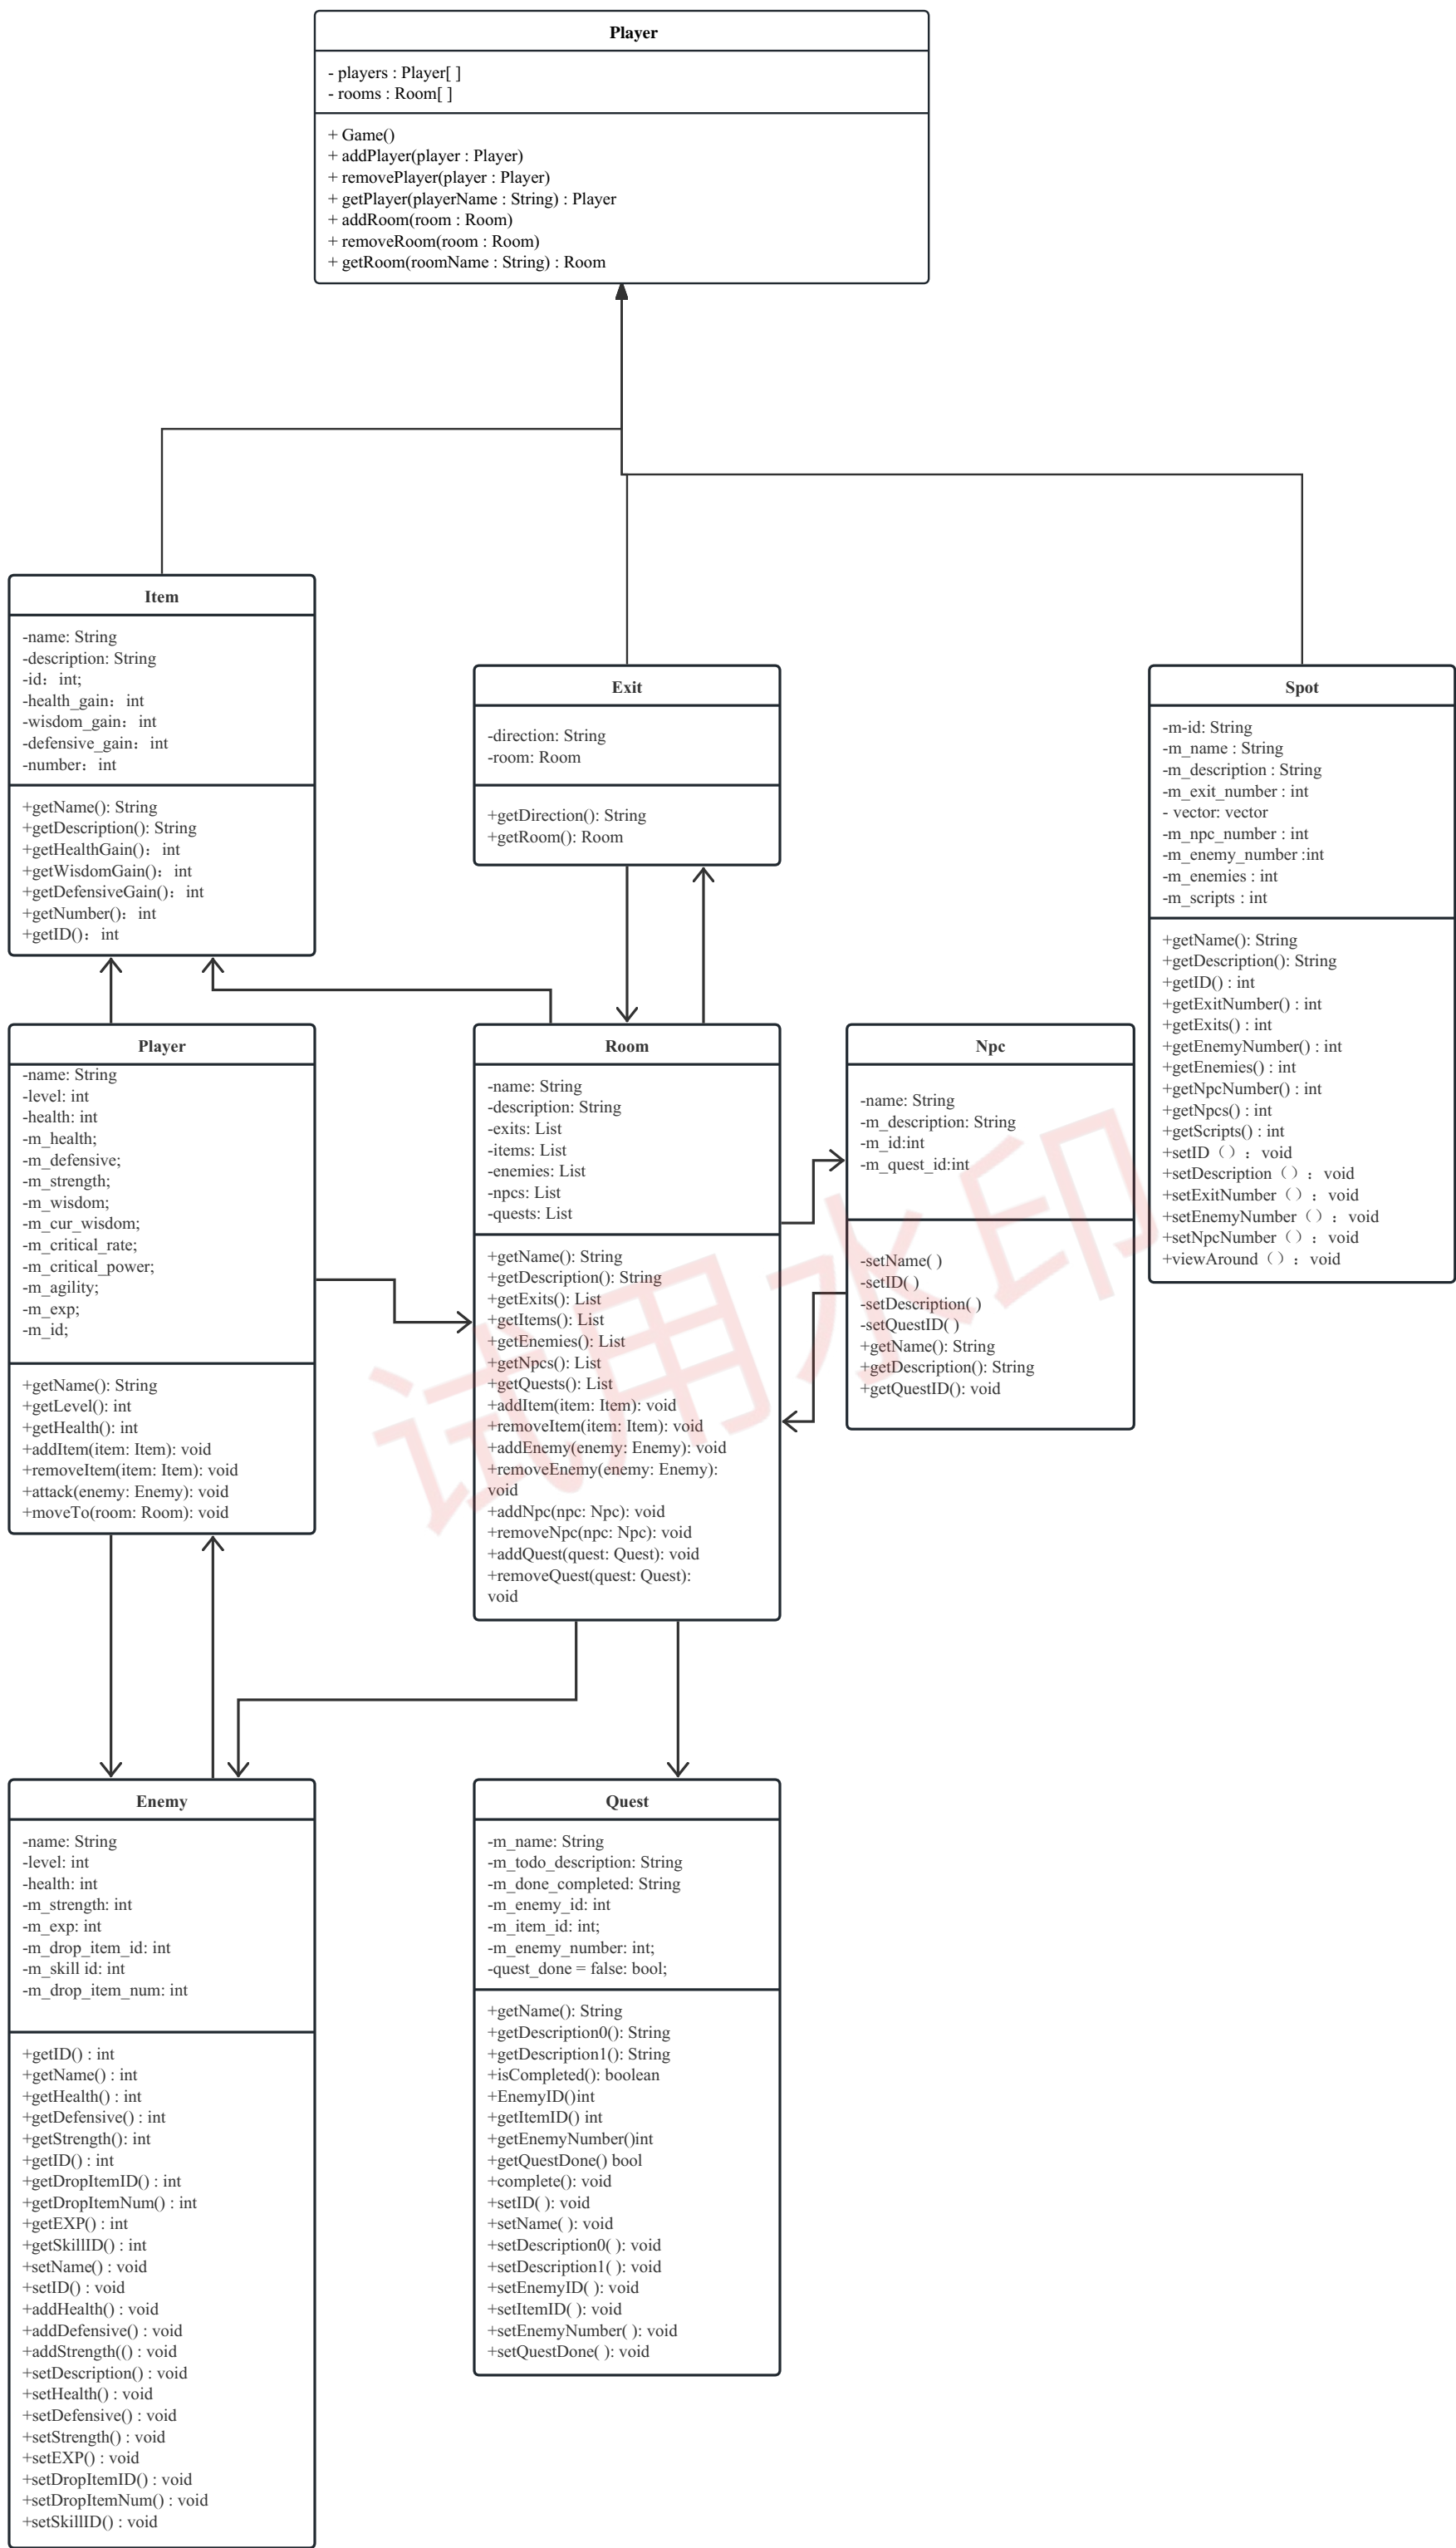 Player
- players : Player[ ]
- rooms : Room[ ]
+ Game()
+ addPlayer(player : Player)
+ removePlayer(player : Player)
+ getPlayer(playerName : String) : Player
+ addRoom(room : Room)
+ removeRoom(room : Room)
+ getRoom(roomName : String) : Room
Item
-name: String
-description: String
-id：int;
-health_gain：int
-wisdom_gain：int
-defensive_gain：int
-number：int
+getName(): String
+getDescription(): String
+getHealthGain()：int
+getWisdomGain()：int
+getDefensiveGain()：int
+getNumber()：int
+getID()：int
Exit
-direction: String
-room: Room
+getDirection(): String
+getRoom(): Room
Spot
-m-id: String
-m_name : String
-m_description : String
-m_exit_number : int
- vector: vector
-m_npc_number : int
-m_enemy_number :int
-m_enemies : int
-m_scripts : int
+getName(): String
+getDescription(): String
+getID() : int
+getExitNumber() : int
+getExits() : int
+getEnemyNumber() : int
+getEnemies() : int
+getNpcNumber() : int
+getNpcs() : int
+getScripts() : int
+setID（）：void
+setDescription（）：void
+setExitNumber（）：void
+setEnemyNumber（）：void
+setNpcNumber（）：void
+viewAround（）：void
Player
-name: String
-level: int
-health: int
-m_health;
-m_defensive;
-m_strength;
-m_wisdom;
-m_cur_wisdom;
-m_critical_rate;
-m_critical_power;
-m_agility;
-m_exp;
-m_id;
+getName(): String
+getLevel(): int
+getHealth(): int
+addItem(item: Item): void
+removeItem(item: Item): void
+attack(enemy: Enemy): void
+moveTo(room: Room): void
Room
-name: String
-description: String
-exits: List
-items: List
-enemies: List
-npcs: List
-quests: List
+getName(): String
+getDescription(): String
+getExits(): List
+getItems(): List
+getEnemies(): List
+getNpcs(): List
+getQuests(): List
+addItem(item: Item): void
+removeItem(item: Item): void
+addEnemy(enemy: Enemy): void
+removeEnemy(enemy: Enemy):
void
+addNpc(npc: Npc): void
+removeNpc(npc: Npc): void
+addQuest(quest: Quest): void
+removeQuest(quest: Quest):
void
Npc
-name: String
-m_description: String
-m_id:int
-m_quest_id:int
-setName( )
-setID( )
-setDescription( )
-setQuestID( )
+getName(): String
+getDescription(): String
+getQuestID(): void
试用水印
Enemy
-name: String
-level: int
-health: int
-m_strength: int
-m_exp: int
-m_drop_item_id: int
-m_skill id: int
-m_drop_item_num: int
+getID() : int
+getName() : int
+getHealth() : int
+getDefensive() : int
+getStrength(): int
+getID() : int
+getDropItemID() : int
+getDropItemNum() : int
+getEXP() : int
+getSkillID() : int
+setName() : void
+setID() : void
+addHealth() : void
+addDefensive() : void
+addStrength(() : void
+setDescription() : void
+setHealth() : void
+setDefensive() : void
+setStrength() : void
+setEXP() : void
+setDropItemID() : void
+setDropItemNum() : void
+setSkillID() : void
Quest
-m_name: String
-m_todo_description: String
-m_done_completed: String
-m_enemy_id: int
-m_item_id: int;
-m_enemy_number: int;
-quest_done = false: bool;
+getName(): String
+getDescription0(): String
+getDescription1(): String
+isCompleted(): boolean
+EnemyID()int
+getItemID() int
+getEnemyNumber()int
+getQuestDone() bool
+complete(): void
+setID( ): void
+setName( ): void
+setDescription0( ): void
+setDescription1( ): void
+setEnemyID( ): void
+setItemID( ): void
+setEnemyNumber( ): void
+setQuestDone( ): void